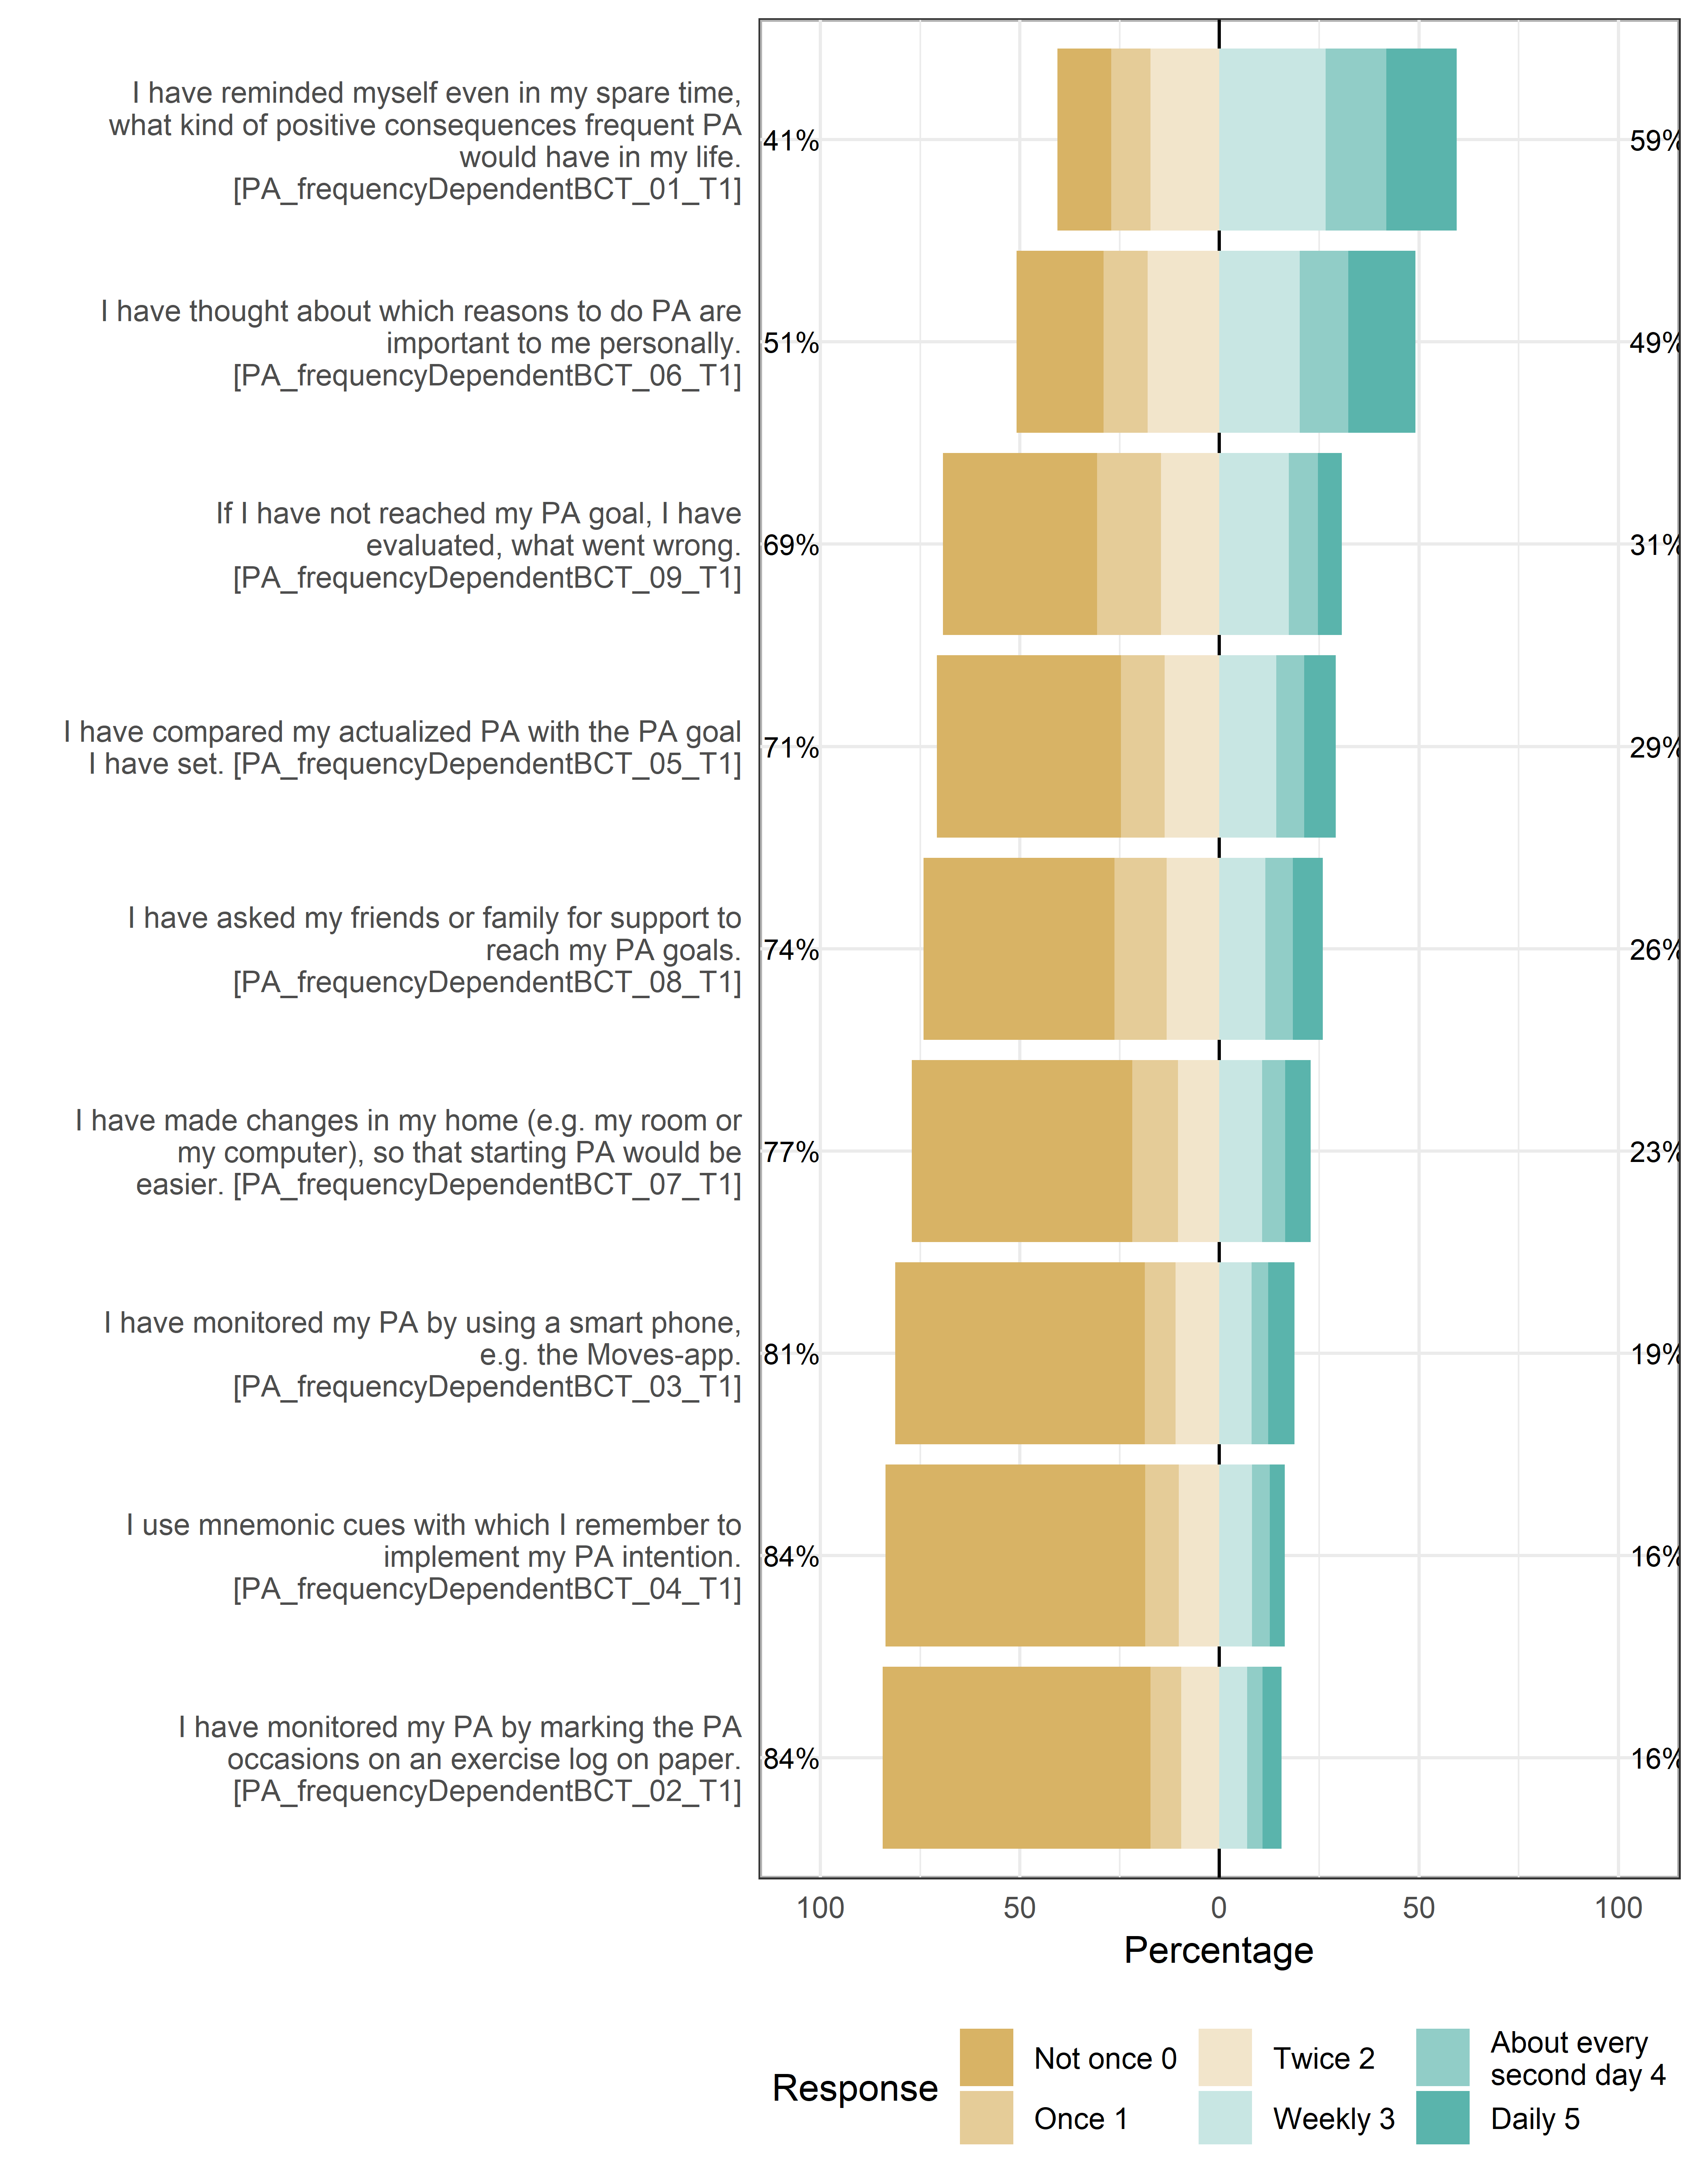 I have reminded myself even in my spare time,
what kind of positive consequences frequent PA
would have in my life.
[PA_frequencyDependentBCT_01_T1]
41%
59%
I have thought about which reasons to do PA are
important to me personally.
[PA_frequencyDependentBCT_06_T1]
51%
49%
If I have not reached my PA goal, I have
evaluated, what went wrong.
[PA_frequencyDependentBCT_09_T1]
69%
31%
I have compared my actualized PA with the PA goal
I have set. [PA_frequencyDependentBCT_05_T1]
71%
29%
I have asked my friends or family for support to
reach my PA goals.
[PA_frequencyDependentBCT_08_T1]
74%
26%
I have made changes in my home (e.g. my room or
my computer), so that starting PA would be
easier. [PA_frequencyDependentBCT_07_T1]
77%
23%
I have monitored my PA by using a smart phone,
e.g. the Moves-app.
[PA_frequencyDependentBCT_03_T1]
81%
19%
I use mnemonic cues with which I remember to
implement my PA intention.
[PA_frequencyDependentBCT_04_T1]
84%
16%
I have monitored my PA by marking the PA
occasions on an exercise log on paper.
[PA_frequencyDependentBCT_02_T1]
84%
16%
100 50 0 50 100
Percentage
Response
Not once 0
Once 1
Twice 2
Weekly 3
About every
second day 4
Daily 5